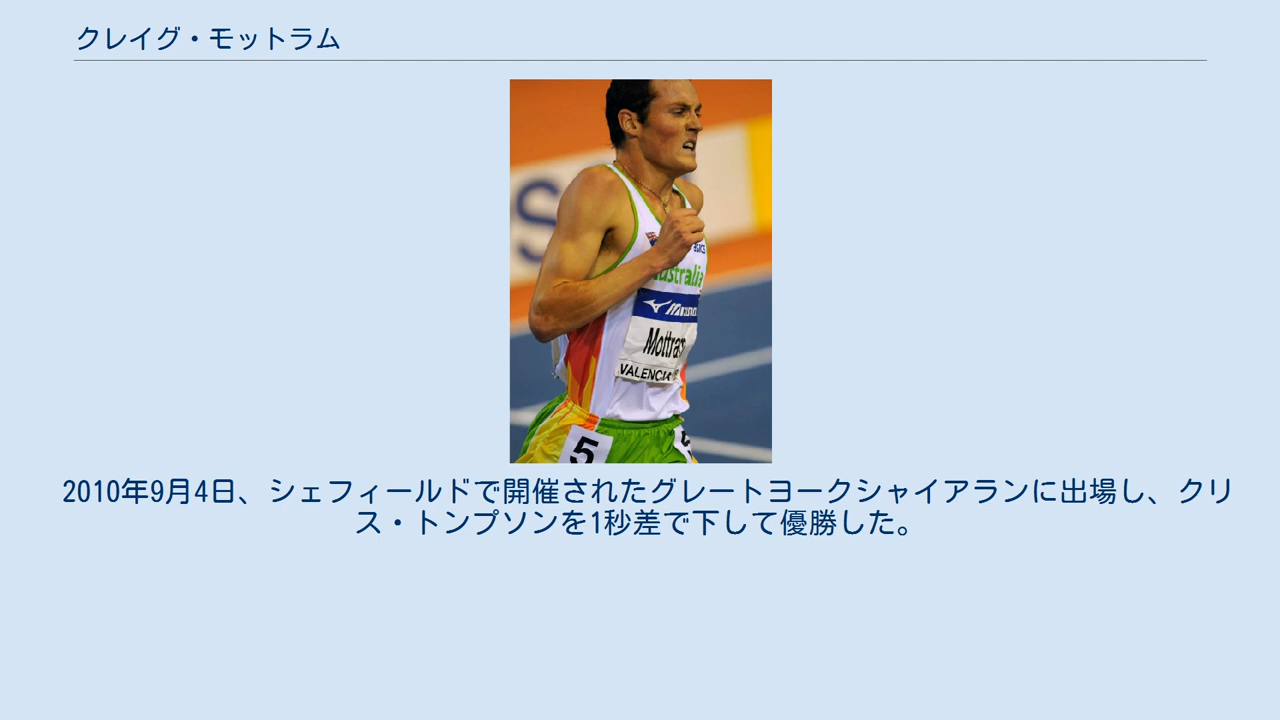 クレイグ・モットラム
S
asics
Australia
Mizuno
Mottram
VALENCIA
5
2010年9月4日、シェフィールドで開催されたグレートヨークシャイアランに出場し、クリ
ス・トンプソンを1秒差で下して優勝した。